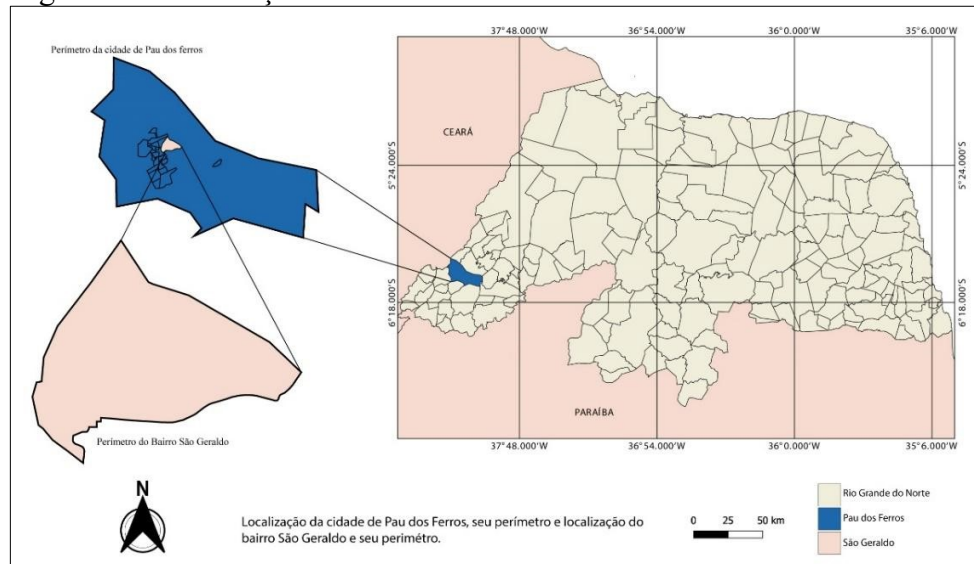 Perímetro da cidade de Pau dos ferros
Perímetro do Bairro São Geraldo
37°48.000'W 36°54.000'W 36°0.000'W 35°6.000'W
CEARÁ
5°24.000'S
5°24.000'S
6°18.000'S
6°18.000'S
PARAÍBA
37°48.000'W 36°54.000'W 36°0.000'W 35°6.000'W
N
Localização da cidade de Pau dos Ferros, seu perímetro e localização do
bairro São Geraldo e seu perimétro.
0 25 50 km
Rio Grande do Norte
Pau dos Ferros
São Geraldo